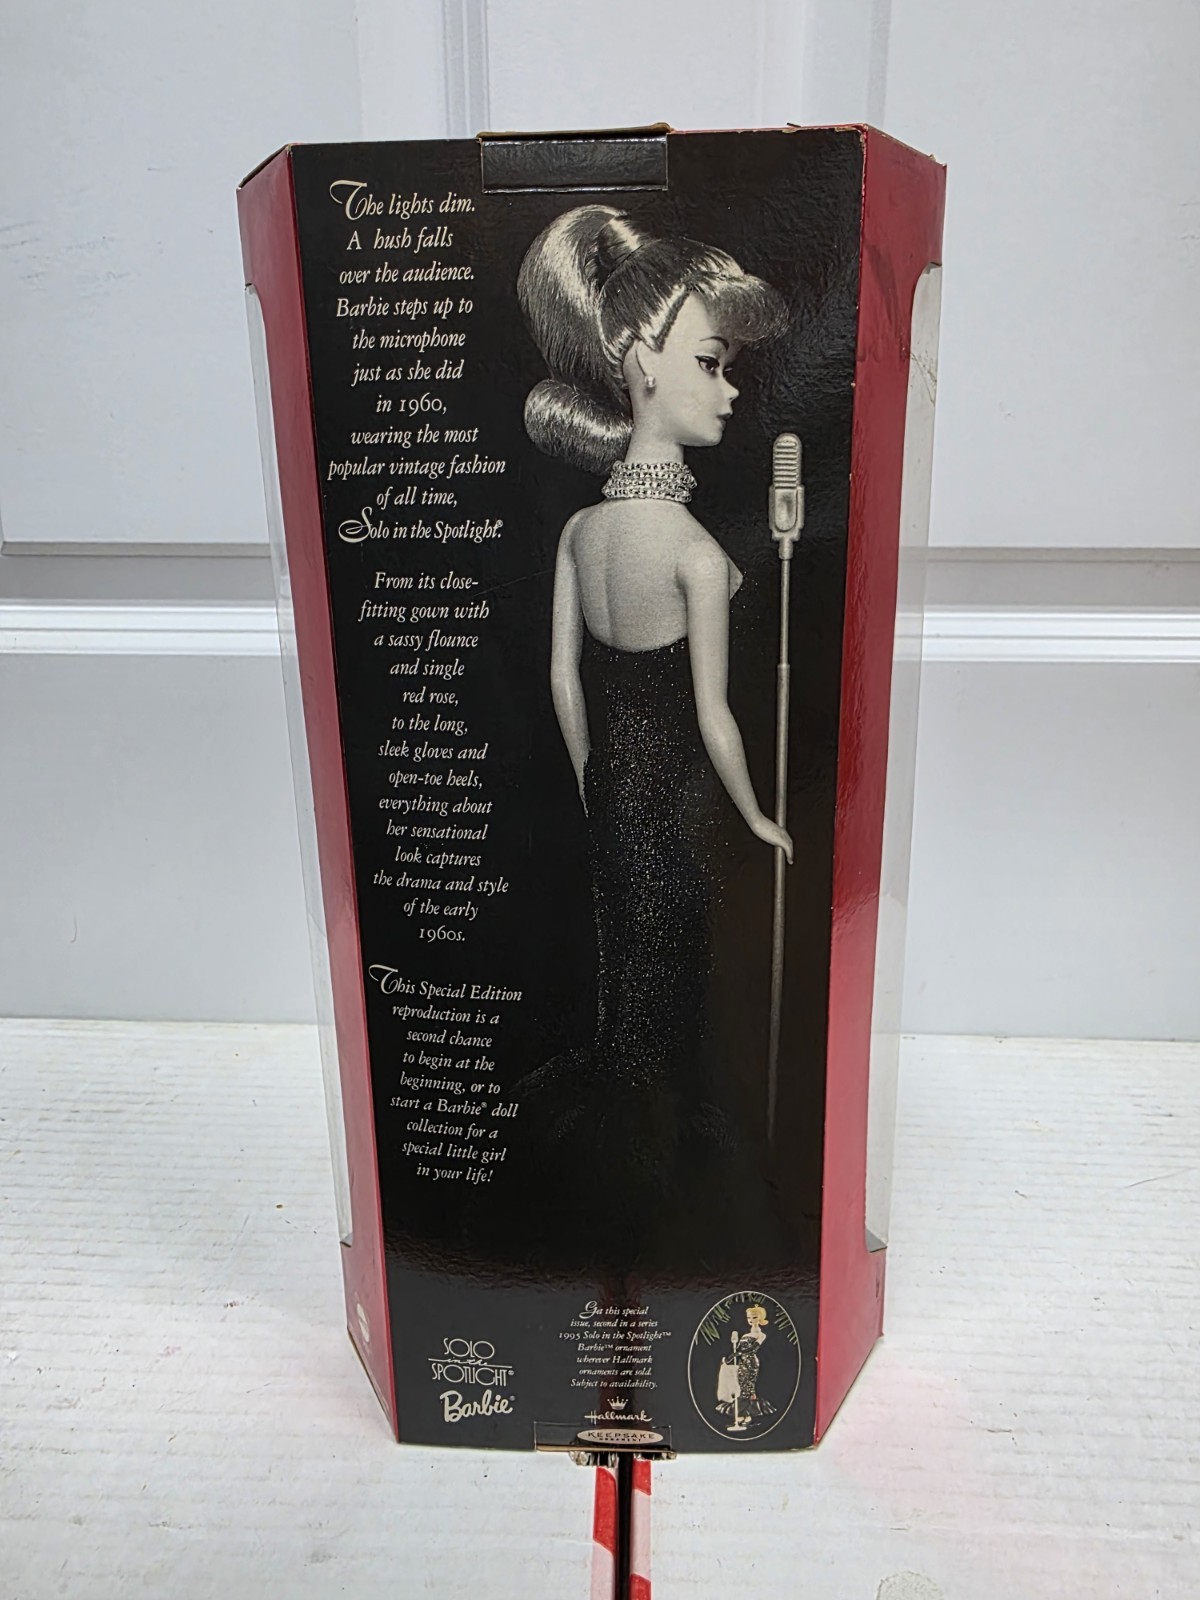 The lights dim.
A hush falls
over the audience.
Barbie steps up to
the microphone
just as she did
in 1960,
wearing the most
popular vintage fashion
of all time,
Solo in the Spotlight®.
From its close-
fitting gown with
a sassy flounce
and single
red rose,
to the long,
sleek gloves and
open-toe heels,
everything about
her sensational
look captures
the drama and style
of the early
1960s.
This Special Edition
reproduction is a
second chance
to begin at the
beginning, or to
start a Barbie® doll
collection for a
special little girl
in your life!
SOLO
in the
SPOTLIGHT®
Barbie®
Get this special
issue, second in a series
1995 Solo in the Spotlight™
Barbie™ ornament
wherever Hallmark
ornaments are sold.
Subject to availability.
Hallmark
KEEPSAKE
ORNAMENT